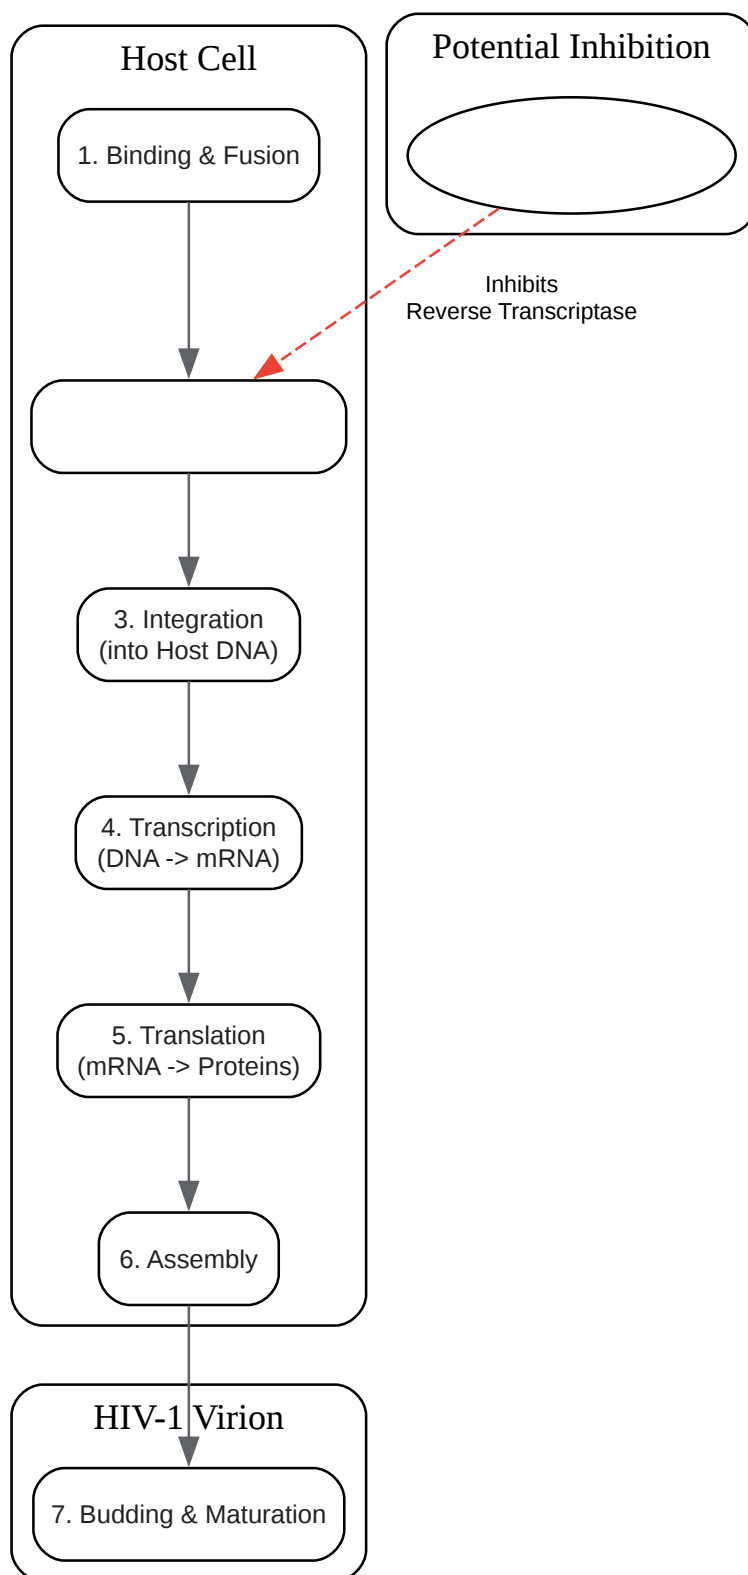 Host Cell
Potential Inhibition
1. Binding & Fusion
Inhibits
Reverse Transcriptase
3. Integration
(into Host DNA)
4. Transcription
(DNA -> mRNA)
5. Translation
(mRNA -> Proteins)
6. Assembly
HIV-1 Virion
7. Budding & Maturation